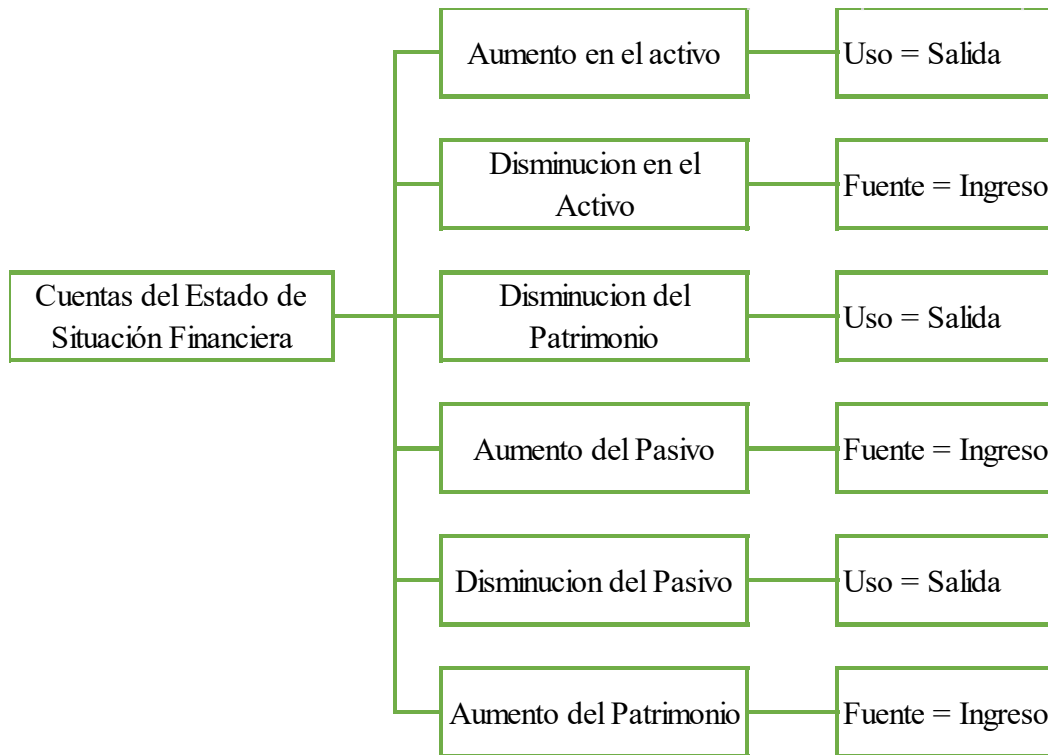 Aumento en el activo
Uso = Salida
Disminucion en el
Activo
Fuente = Ingreso
Cuentas del Estado de
Situación Financiera
Disminucion del
Patrimonio
Uso = Salida
Aumento del Pasivo
Fuente = Ingreso
Disminucion del Pasivo
Uso = Salida
Aumento del Patrimonio
Fuente = Ingreso